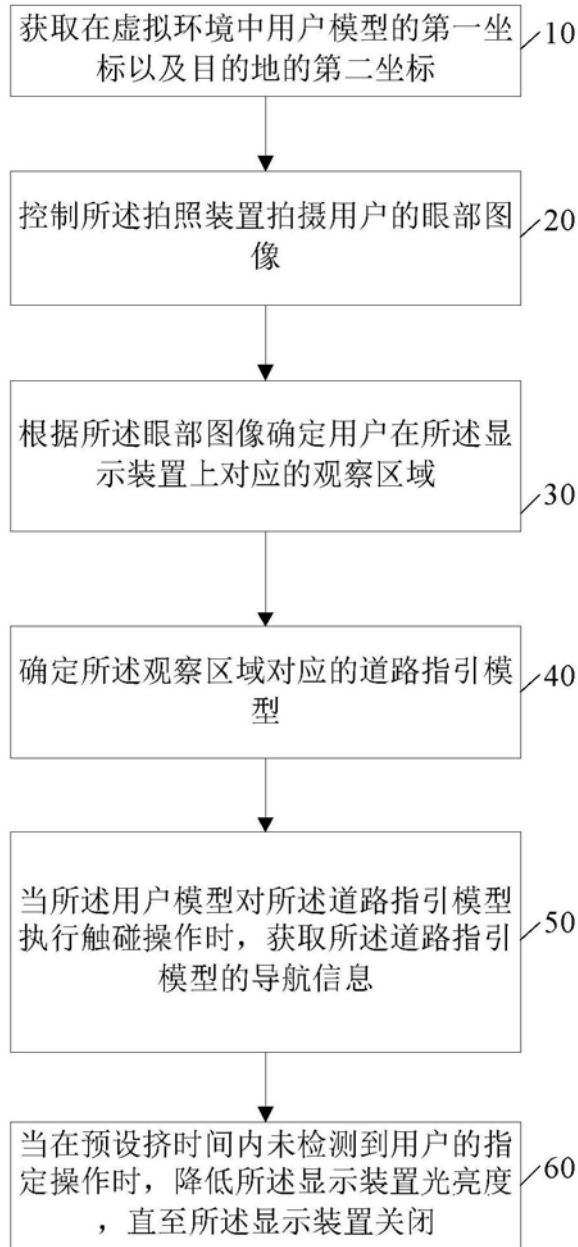 获取在虚拟环境中用户模型的第一坐
标以及目的地的第二坐标
10
控制所述拍照装置拍摄用户的眼部图
像
20
根据所述眼部图像确定用户在所述显
示装置上对应的观察区域
30
确定所述观察区域对应的道路指引模
型
40
当所述用户模型对所述道路指引模型
执行触碰操作时，获取所述道路指引
模型的导航信息
50
当在预设挤时间内未检测到用户的指
定操作时，降低所述显示装置光亮度
，直至所述显示装置关闭
60